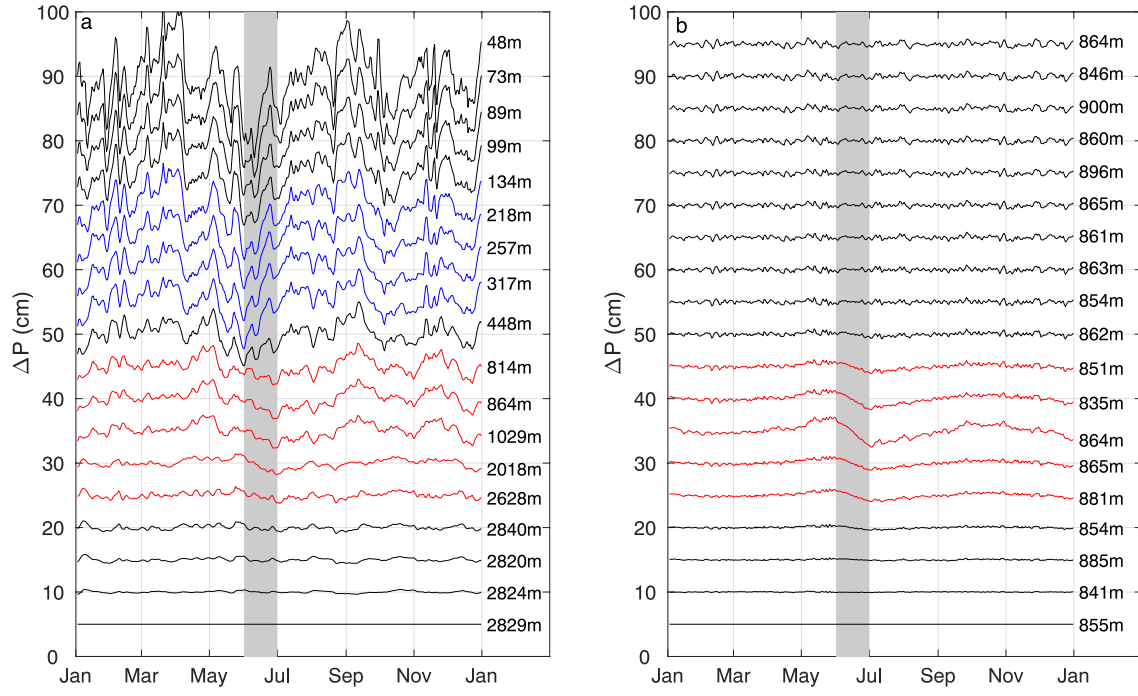 a
b
ΔP (cm)
100
90
80
70
60
50
40
30
20
10
0
48m
73m
89m
99m
134m
218m
257m
317m
448m
814m
864m
1029m
2018m
2628m
2840m
2820m
2824m
2829m
Jan Mar May Jul Sep Nov Jan
ΔP (cm)
100
90
80
70
60
50
40
30
20
10
0
864m
846m
900m
860m
896m
865m
861m
863m
854m
862m
851m
835m
864m
865m
881m
854m
885m
841m
855m
Jan Mar May Jul Sep Nov Jan